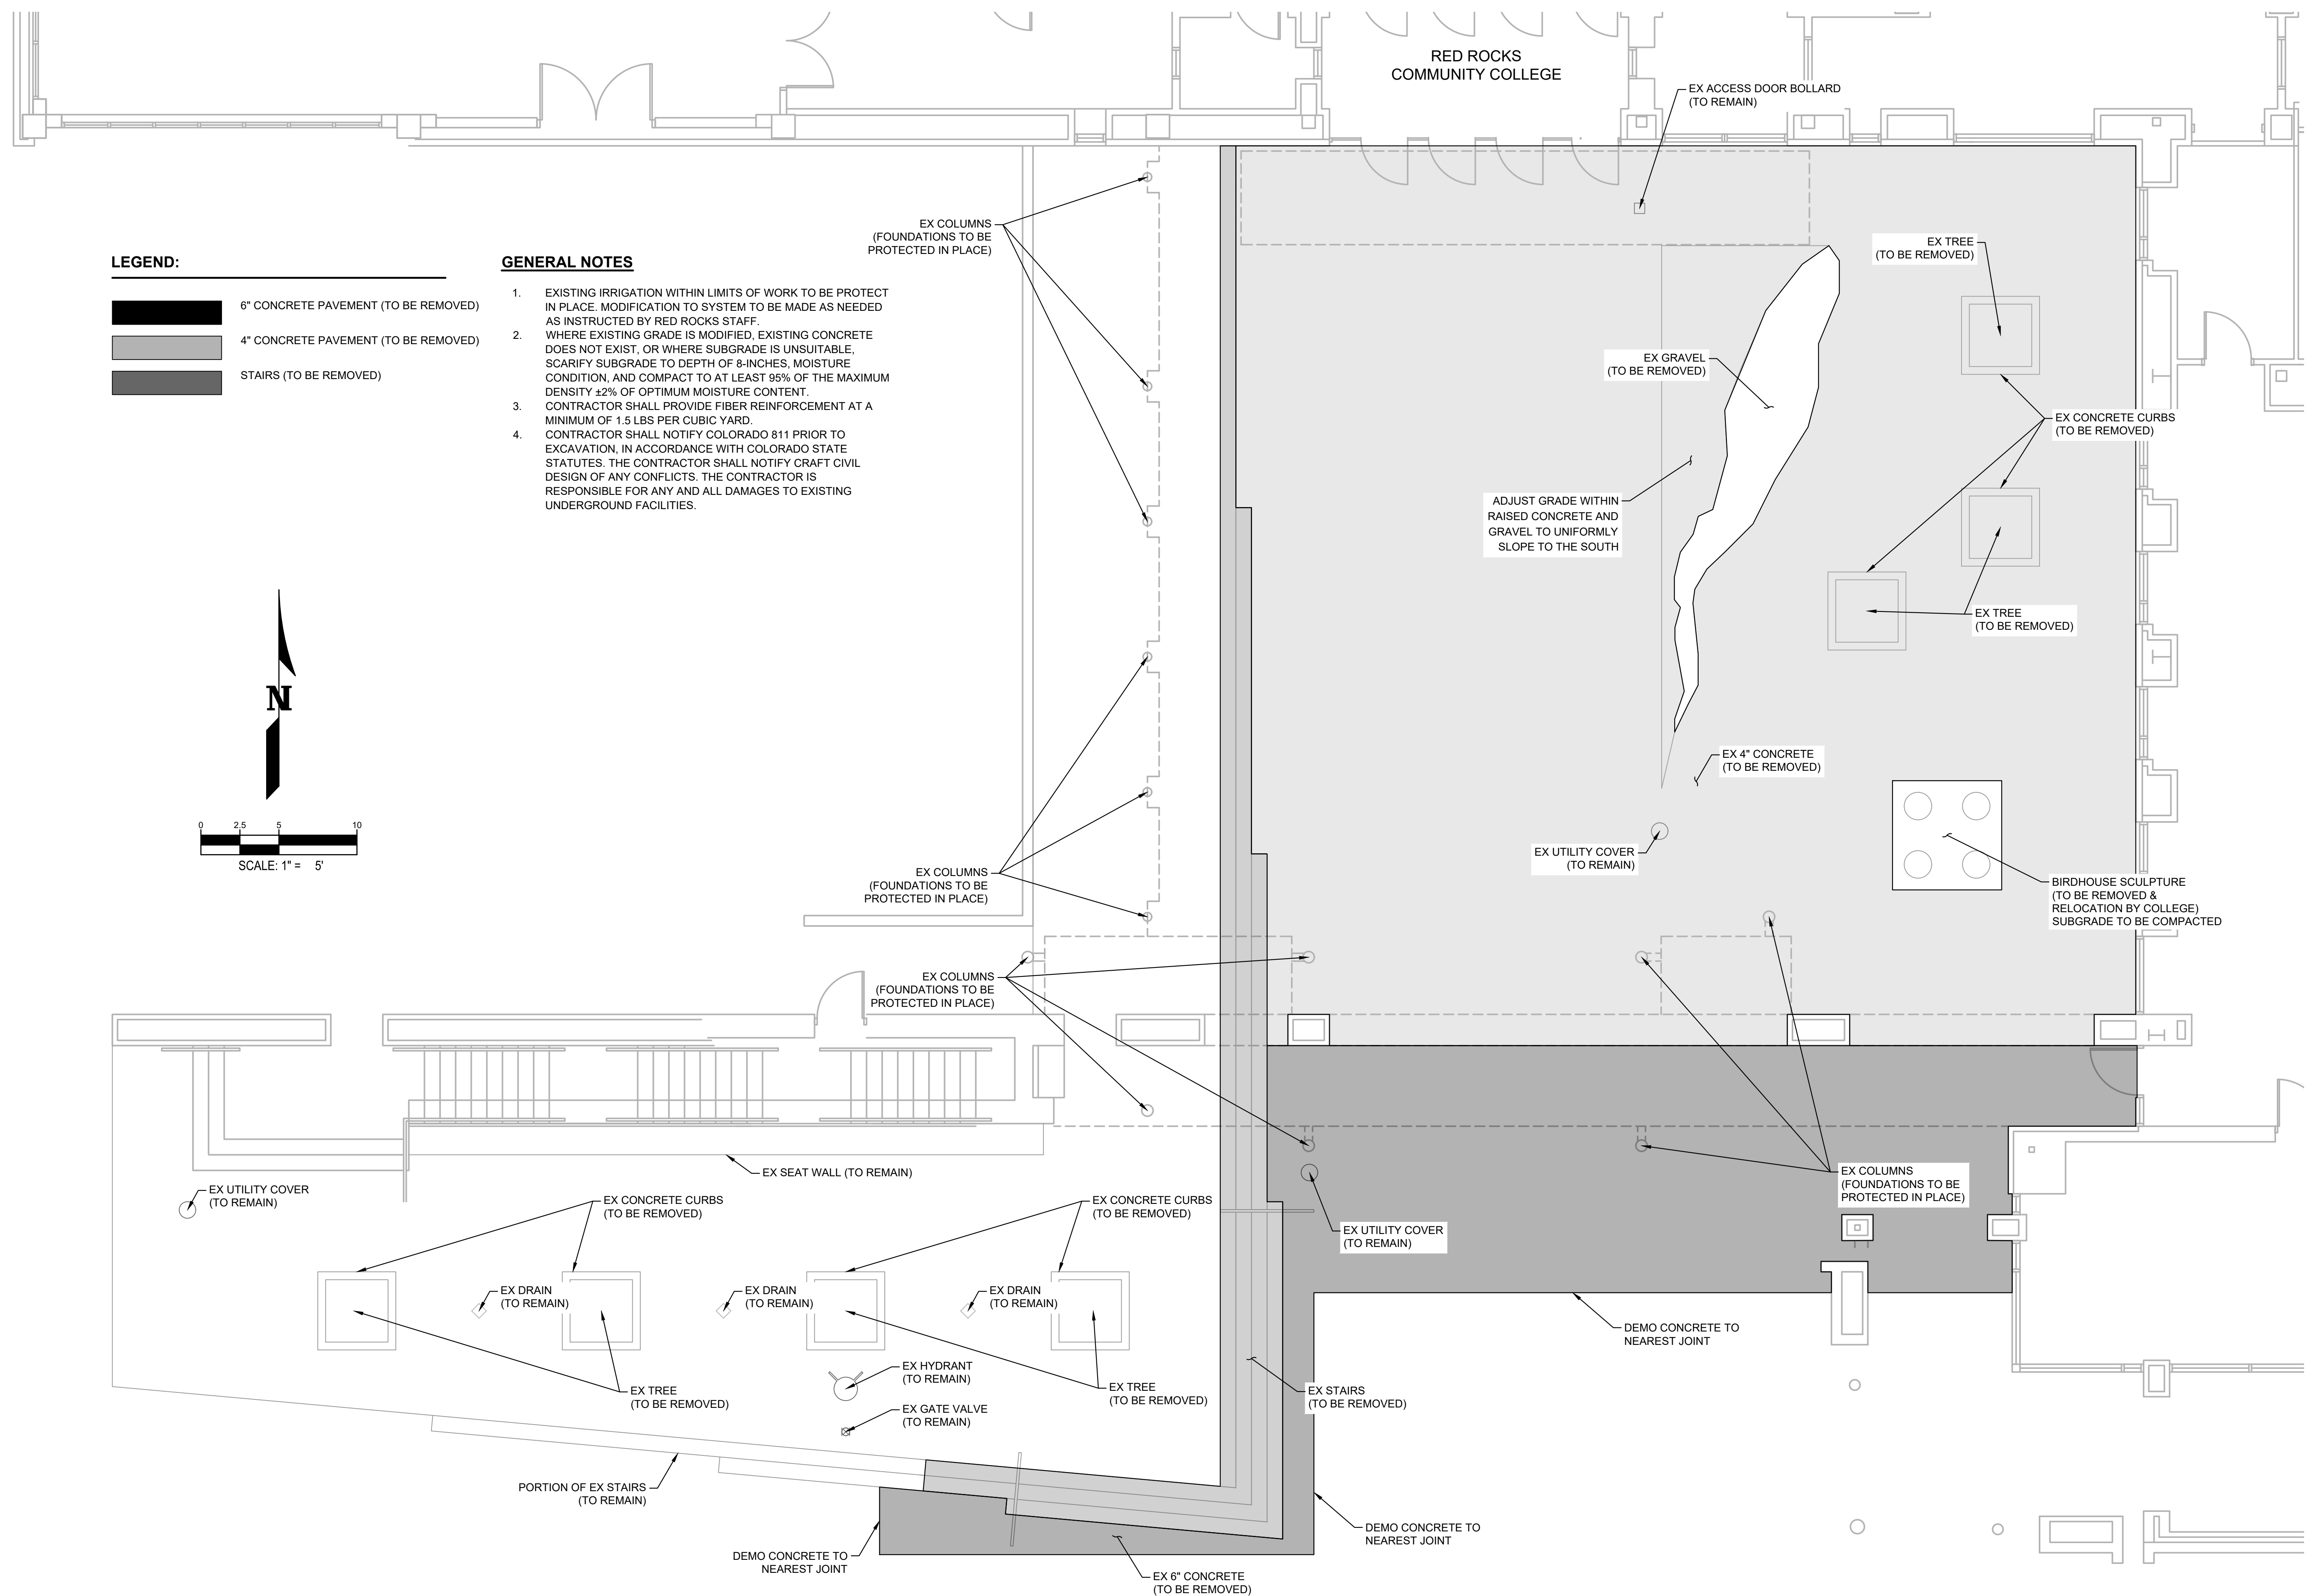 RED ROCKS
COMMUNITY COLLEGE
EX ACCESS DOOR BOLLARD
(TO REMAIN)
EX COLUMNS
(FOUNDATIONS TO BE
PROTECTED IN PLACE)
EX TREE
(TO BE REMOVED)
LEGEND:
6" CONCRETE PAVEMENT (TO BE REMOVED)
4" CONCRETE PAVEMENT (TO BE REMOVED)
STAIRS (TO BE REMOVED)
GENERAL NOTES
1. EXISTING IRRIGATION WITHIN LIMITS OF WORK TO BE PROTECT
IN PLACE. MODIFICATION TO SYSTEM TO BE MADE AS NEEDED
AS INSTRUCTED BY RED ROCKS STAFF.
2. WHERE EXISTING GRADE IS MODIFIED, EXISTING CONCRETE
DOES NOT EXIST, OR WHERE SUBGRADE IS UNSUITABLE,
SCARIFY SUBGRADE TO DEPTH OF 8-INCHES, MOISTURE
CONDITION, AND COMPACT TO AT LEAST 95% OF THE MAXIMUM
DENSITY ±2% OF OPTIMUM MOISTURE CONTENT.
3. CONTRACTOR SHALL PROVIDE FIBER REINFORCEMENT AT A
MINIMUM OF 1.5 LBS PER CUBIC YARD.
4. CONTRACTOR SHALL NOTIFY COLORADO 811 PRIOR TO
EXCAVATION, IN ACCORDANCE WITH COLORADO STATE
STATUTES. THE CONTRACTOR SHALL NOTIFY CRAFT CIVIL
DESIGN OF ANY CONFLICTS. THE CONTRACTOR IS
RESPONSIBLE FOR ANY AND ALL DAMAGES TO EXISTING
UNDERGROUND FACILITIES.
EX GRAVEL
(TO BE REMOVED)
EX CONCRETE CURBS
(TO BE REMOVED)
ADJUST GRADE WITHIN
RAISED CONCRETE AND
GRAVEL TO UNIFORMLY
SLOPE TO THE SOUTH
EX TREE
(TO BE REMOVED)
N
0 2.5 5 10
SCALE: 1" = 5'
EX 4" CONCRETE
(TO BE REMOVED)
EX UTILITY COVER
(TO REMAIN)
EX COLUMNS
(FOUNDATIONS TO BE
PROTECTED IN PLACE)
BIRDHOUSE SCULPTURE
(TO BE REMOVED &
RELOCATION BY COLLEGE)
SUBGRADE TO BE COMPACTED
EX COLUMNS
(FOUNDATIONS TO BE
PROTECTED IN PLACE)
EX SEAT WALL (TO REMAIN)
EX COLUMNS
(FOUNDATIONS TO BE
PROTECTED IN PLACE)
EX UTILITY COVER
(TO REMAIN)
EX CONCRETE CURBS
(TO BE REMOVED)
EX CONCRETE CURBS
(TO BE REMOVED)
EX UTILITY COVER
(TO REMAIN)
EX DRAIN
(TO REMAIN)
EX DRAIN
(TO REMAIN)
EX DRAIN
(TO REMAIN)
DEMO CONCRETE TO
NEAREST JOINT
EX HYDRANT
(TO REMAIN)
EX TREE
(TO BE REMOVED)
EX TREE
(TO BE REMOVED)
EX STAIRS
(TO BE REMOVED)
EX GATE VALVE
(TO REMAIN)
PORTION OF EX STAIRS
(TO REMAIN)
DEMO CONCRETE TO
NEAREST JOINT
DEMO CONCRETE TO
NEAREST JOINT
EX 6" CONCRETE
(TO BE REMOVED)